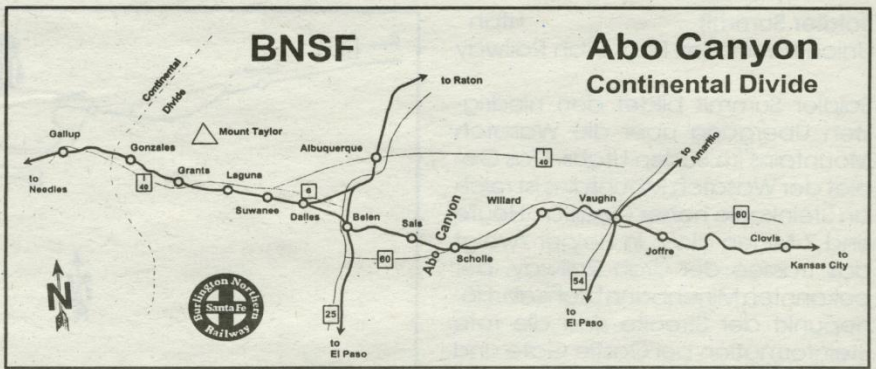 BNSF
Abo Canyon
Continental Divide
Continental
Divide
to Raton
Mount Taylor
Gallup
Gonzales
Albuquerque
to
Amarillo
I
40
to
Needles
I
40
Grants
Laguna
6
Suwanee
Dalles
Belen
Sais
Abo Canyon
Scholle
Willard
Vaughn
60
Joffre
Clovis
to
Kansas City
60
54
N
Burlington Northern
Santa Fe
Railway
25
to
El Paso
to
El Paso